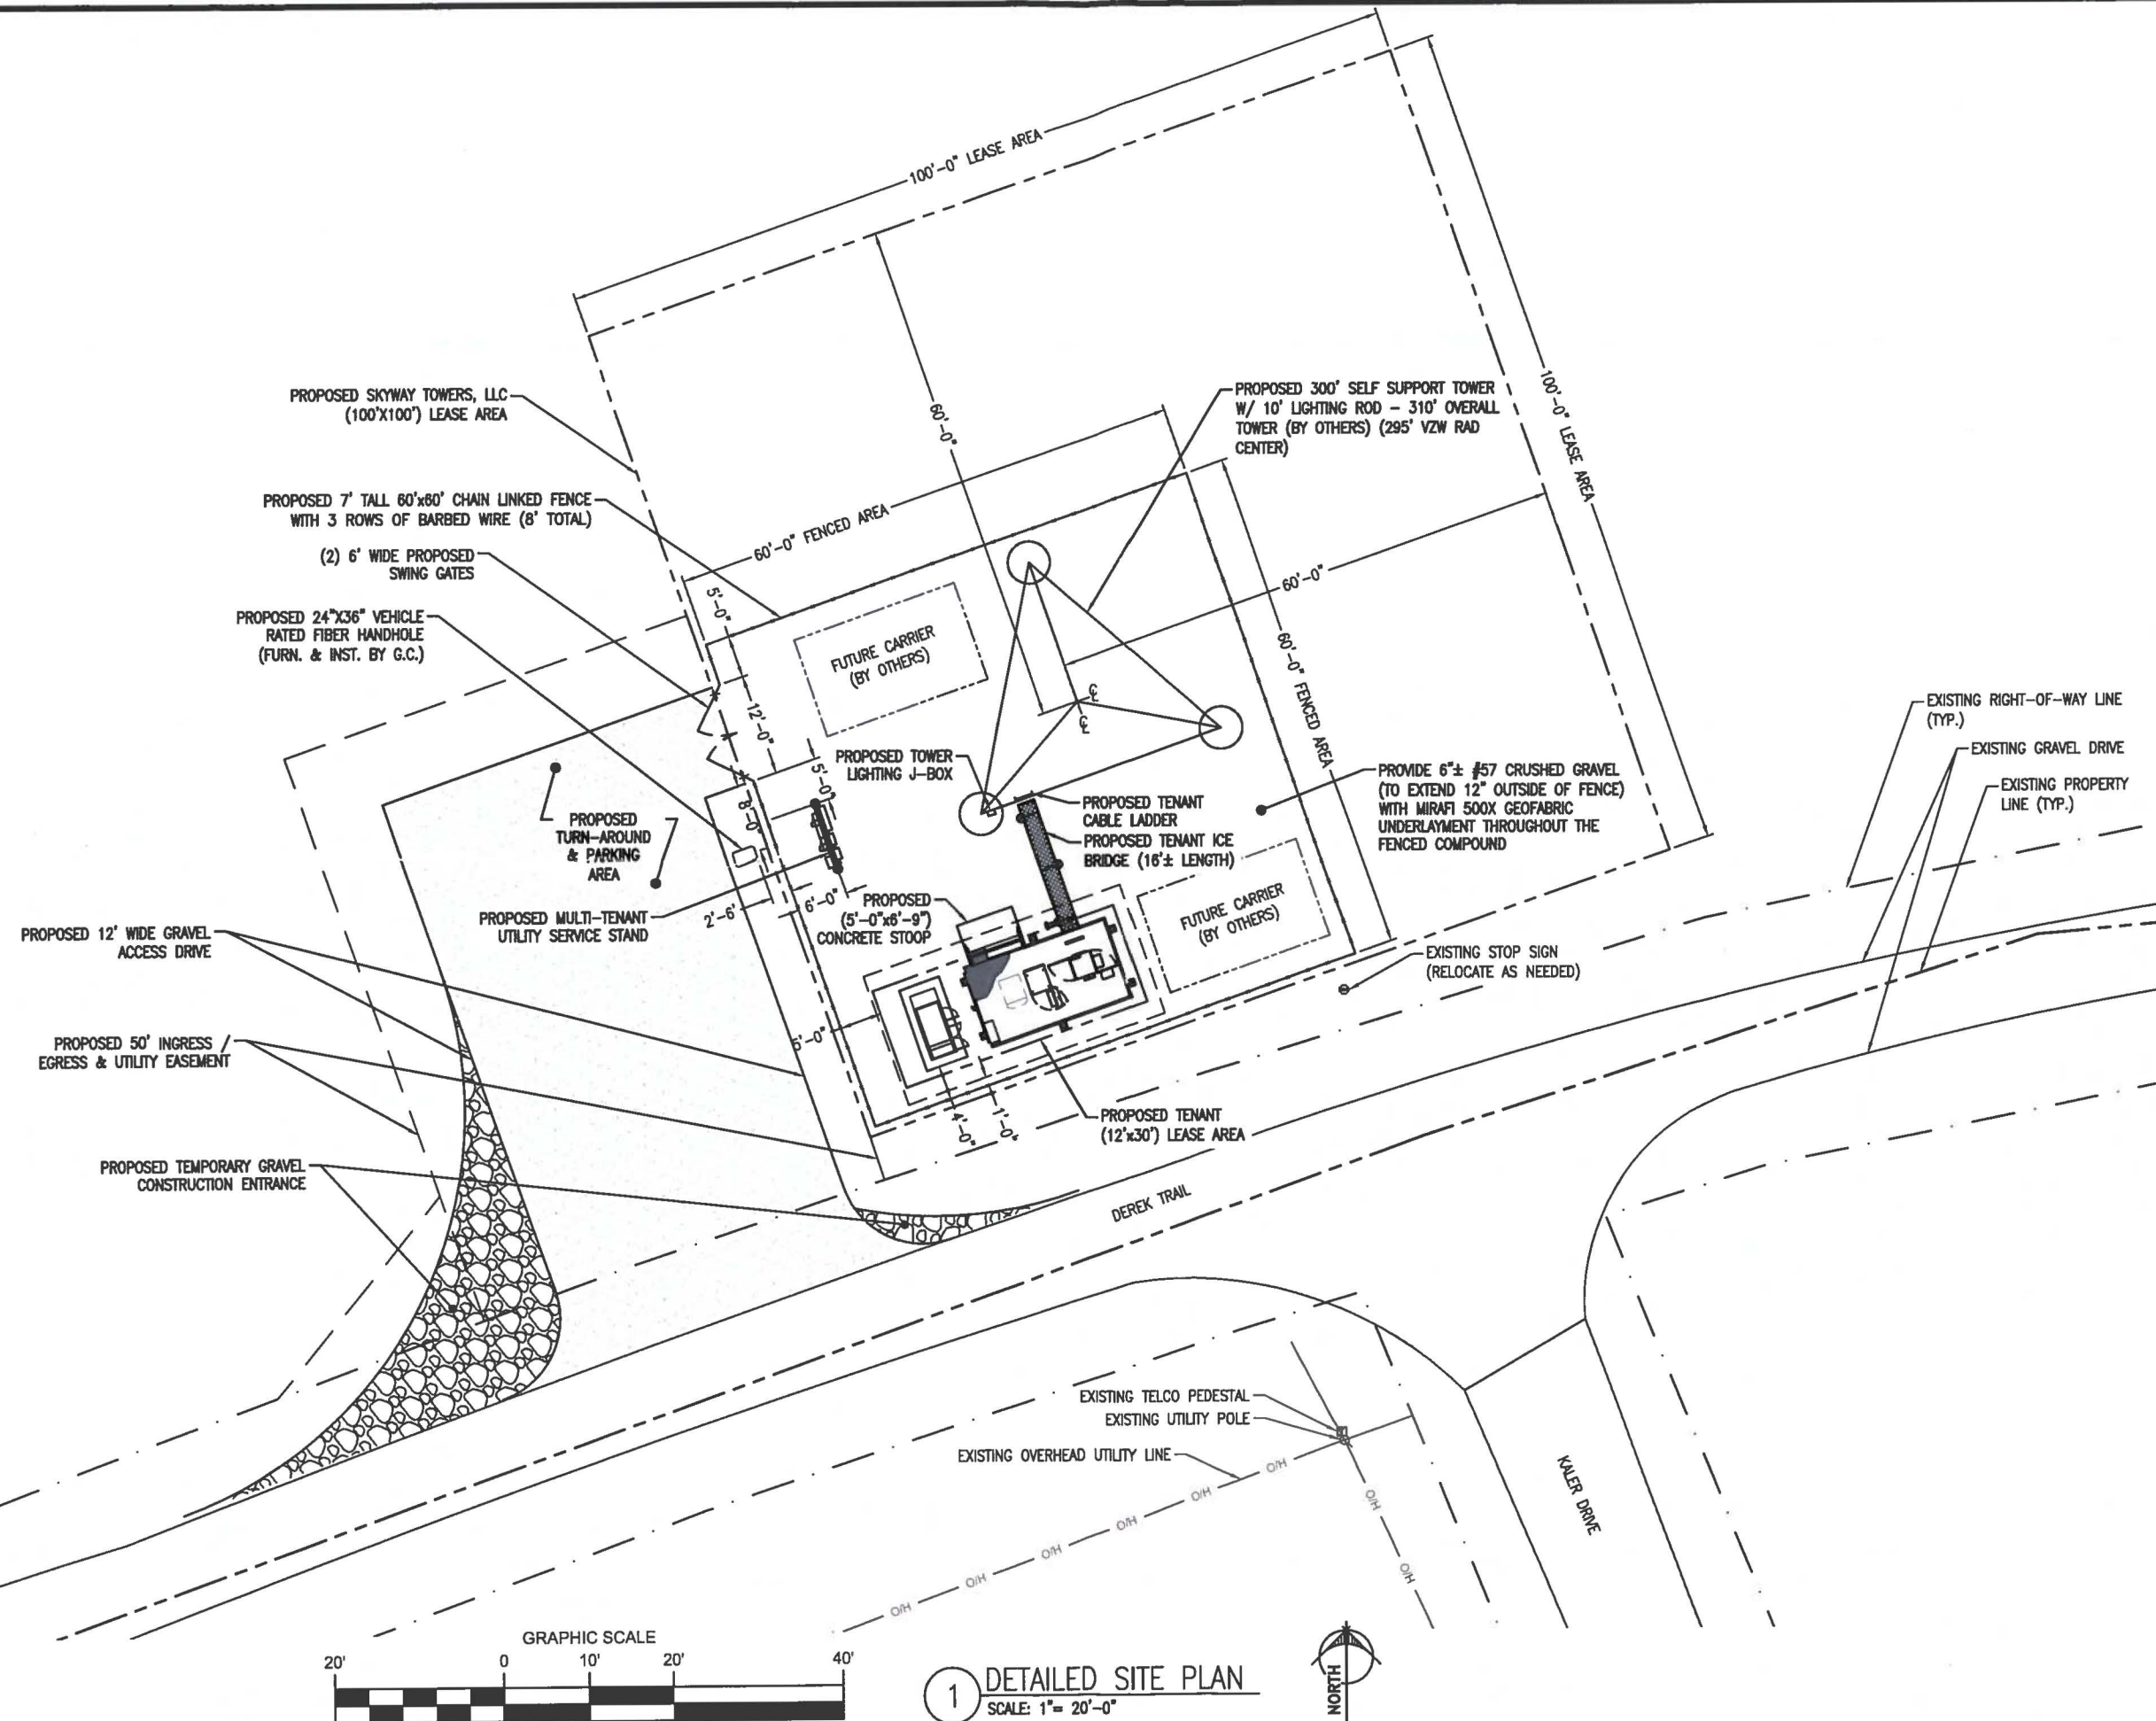 100'-0" LEASE AREA
100'-0" LEASE AREA
PROPOSED SKYWAY TOWERS, LLC
(100'X100') LEASE AREA
PROPOSED 7' TALL 60'x60' CHAIN LINKED FENCE
WITH 3 ROWS OF BARBED WIRE (8' TOTAL)
(2) 6' WIDE PROPOSED
SWING GATES
PROPOSED 24"X36" VEHICLE
RATED FIBER HANDHOLE
(FURN. & INST. BY G.C.)
60'-0"
60'-0" FENCED AREA
PROPOSED 300' SELF SUPPORT TOWER
W/ 10' LIGHTING ROD - 310' OVERALL
TOWER (BY OTHERS) (295' VZW RAD
CENTER)
60'-0"
60'-0" FENCED AREA
5'-0"
12'-0"
5'-0"
8'-0"
FUTURE CARRIER
(BY OTHERS)
PROPOSED TOWER
LIGHTING J-BOX
PROPOSED TENANT
CABLE LADDER
PROPOSED TENANT ICE
BRIDGE (16'± LENGTH)
PROVIDE 6"± #57 CRUSHED GRAVEL
(TO EXTEND 12" OUTSIDE OF FENCE)
WITH MIRAFI 500X GEOFABRIC
UNDERLAYMENT THROUGHOUT THE
FENCED COMPOUND
EXISTING RIGHT-OF-WAY LINE
(TYP.)
EXISTING GRAVEL DRIVE
EXISTING PROPERTY
LINE (TYP.)
PROPOSED
TURN-AROUND
& PARKING
AREA
PROPOSED MULTI-TENANT
UTILITY SERVICE STAND
2'-6"
6'-0"
PROPOSED
(5'-0"x6'-9")
CONCRETE STOOP
FUTURE CARRIER
(BY OTHERS)
EXISTING STOP SIGN
(RELOCATE AS NEEDED)
PROPOSED 12' WIDE GRAVEL
ACCESS DRIVE
PROPOSED 50' INGRESS /
EGRESS & UTILITY EASEMENT
PROPOSED TEMPORARY GRAVEL
CONSTRUCTION ENTRANCE
4'-0"
1'-0"
PROPOSED TENANT
(12'x30') LEASE AREA
DEREK TRAIL
EXISTING TELCO PEDESTAL
EXISTING UTILITY POLE
EXISTING OVERHEAD UTILITY LINE
O/H
O/H
O/H
O/H
O/H
O/H
O/H
O/H
KALER DRIVE
GRAPHIC SCALE
20' 0 10' 20' 40'
1 DETAILED SITE PLAN
SCALE: 1"= 20'-0"
NORTH